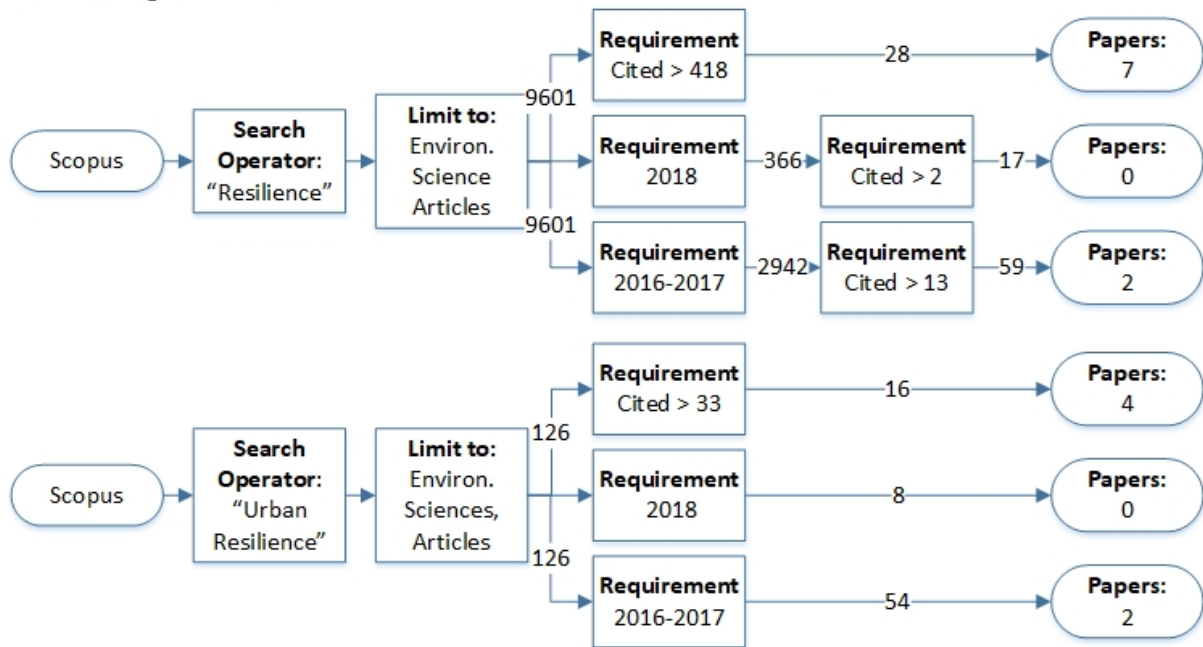 Scopus
Search
Operator:
“Resilience”
Limit to:
Environ.
Science
Articles
9601
9601
Requirement
Cited > 418
28
Papers:
7
Requirement
2018
366
Requirement
Cited > 2
17
Papers:
0
Requirement
2016-2017
2942
Requirement
Cited > 13
59
Papers:
2
Scopus
Search
Operator:
“Urban
Resilience”
Limit to:
Environ.
Sciences,
Articles
126
126
Requirement
Cited > 33
16
Papers:
4
Requirement
2018
8
Papers:
0
Requirement
2016-2017
54
Papers:
2